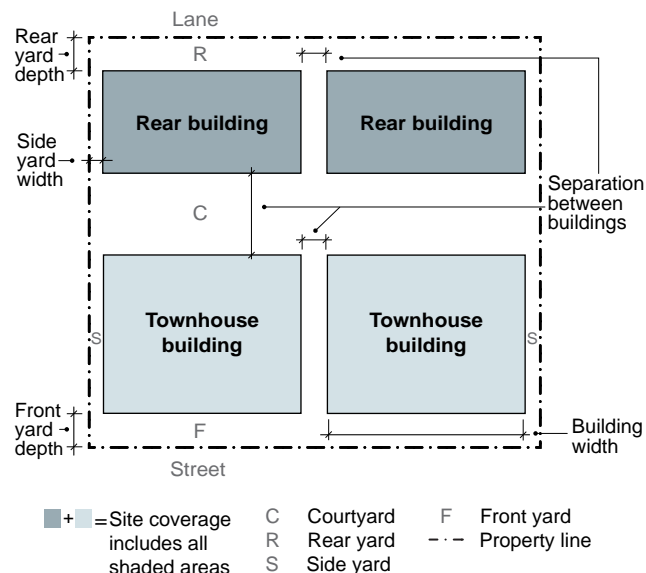 Lane
Rear
yard
depth
R
Rear building
Rear building
Side
yard
width
Separation
between
buildings
C
Townhouse
building
Townhouse
building
S
S
Front
yard
depth
F
Building
width
Street
+ = Site coverage
includes all
shaded areas
C Courtyard
R Rear yard
S Side yard
F Front yard
Property line